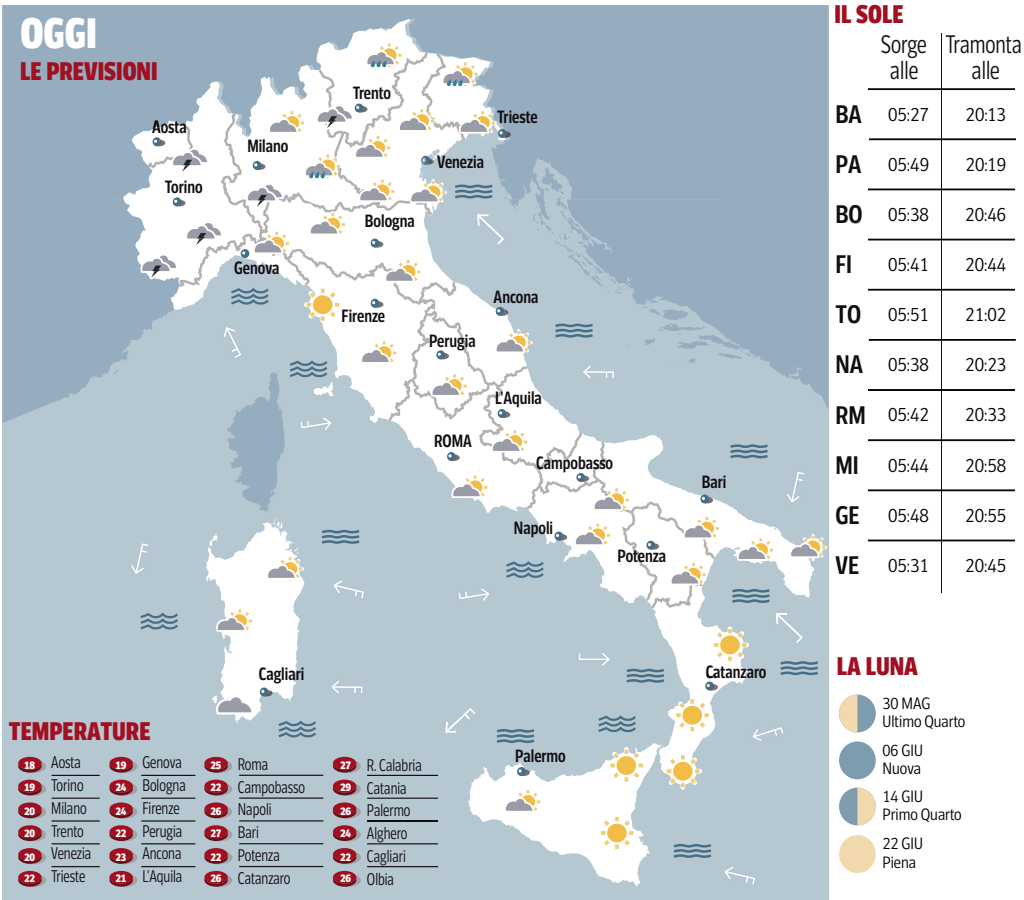 OGGI
LE PREVISIONI
Trento
Trieste
Aosta
Milano
Venezia
Torino
Bologna
Genova
Ancona
Firenze
Perugia
L'Aquila
ROMA
Campobasso
Bari
Napoli
Potenza
Cagliari
Catanzaro
Palermo
TEMPERATURE
18 Aosta
19 Torino
20 Milano
20 Trento
20 Venezia
22 Trieste
19 Genova
24 Bologna
24 Firenze
22 Perugia
23 Ancona
21 L'Aquila
25 Roma
22 Campobasso
26 Napoli
27 Bari
22 Potenza
26 Catanzaro
27 R. Calabria
29 Catania
26 Palermo
24 Alghero
22 Cagliari
26 Olbia
IL SOLE
Sorge Tramonta
alle alle
BA 05:27 20:13
PA 05:49 20:19
BO 05:38 20:46
FI 05:41 20:44
TO 05:51 21:02
NA 05:38 20:23
RM 05:42 20:33
MI 05:44 20:58
GE 05:48 20:55
VE 05:31 20:45
LA LUNA
30 MAG
Ultimo Quarto
06 GIU
Nuova
14 GIU
Primo Quarto
22 GIU
Piena